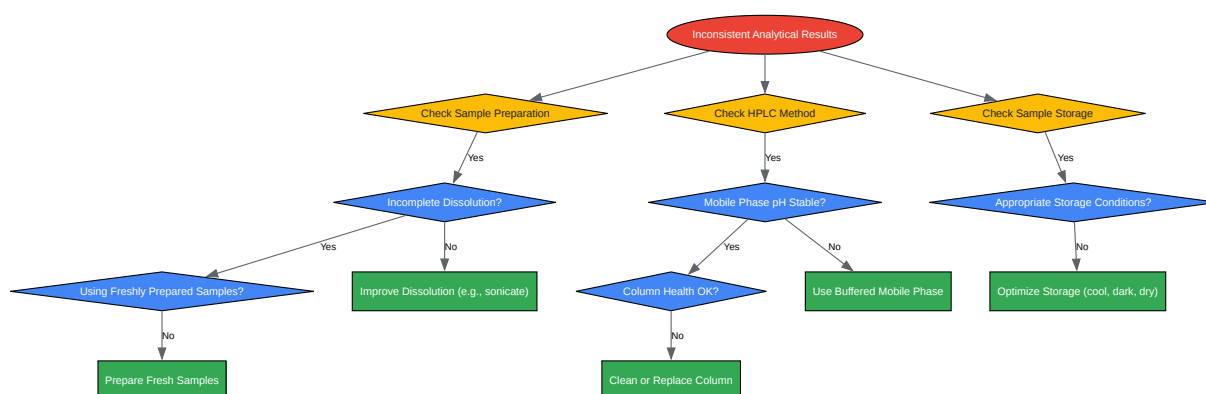 Inconsistent Analytical Results
Check Sample Preparation
Check HPLC Method
Check Sample Storage
Yes
Yes
Yes
Incomplete Dissolution?
Mobile Phase pH Stable?
Appropriate Storage Conditions?
Yes
No
Yes
No
No
Using Freshly Prepared Samples?
Improve Dissolution (e.g., sonicate)
Column Health OK?
Use Buffered Mobile Phase
Optimize Storage (cool, dark, dry)
No
No
Prepare Fresh Samples
Clean or Replace Column